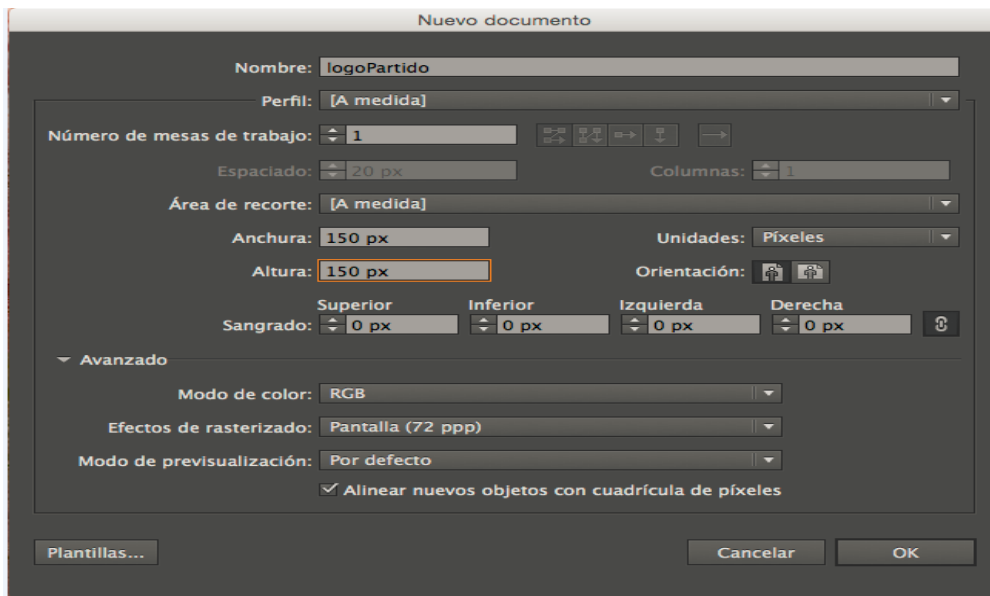 Nuevo documento
Nombre: logoPartido
Perfil: [A medida]
Número de mesas de trabajo: 1
Espaciado: 20 px Columnas: 1
Área de recorte: [A medida]
Anchura: 150 px Unidades: Píxeles
Altura: 150 px Orientación:
Superior Inferior Izquierda Derecha
Sangrado: 0 px 0 px 0 px 0 px
Avanzado
Modo de color: RGB
Efectos de rasterizado: Pantalla (72 ppp)
Modo de previsualización: Por defecto
Alinear nuevos objetos con cuadrícula de píxeles
Plantillas... Cancelar OK